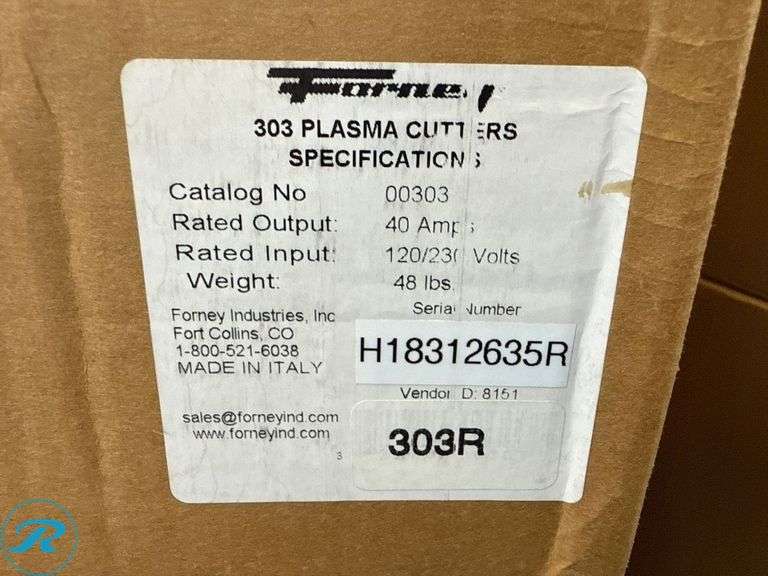 Forney
303 PLASMA CUTTERS
SPECIFICATIONS
Catalog No 00303
Rated Output: 40 Amps
Rated Input: 120/230 Volts
Weight: 48 lbs.
Forney Industries, Inc
Fort Collins, CO
1-800-521-6038
MADE IN ITALY
Serial Number
H18312635R
Vendor ID: 8151
sales@forneyind.com
www.forneyind.com
3
303R
R